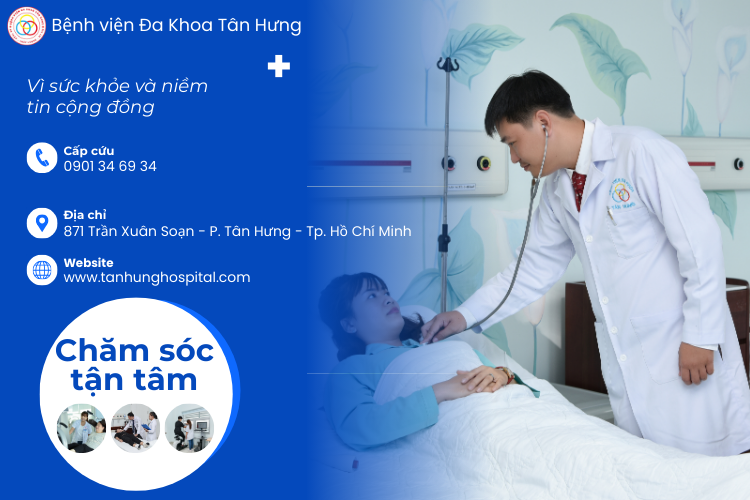 Bệnh viện Đa Khoa Tân Hưng
Vì sức khỏe và niềm
tin cộng đồng
Cấp cứu
0901 34 69 34
Địa chỉ
871 Trần Xuân Soạn - P. Tân Hưng - Tp. Hồ Chí Minh
Website
www.tanhunghospital.com
Chăm sóc
tận tâm